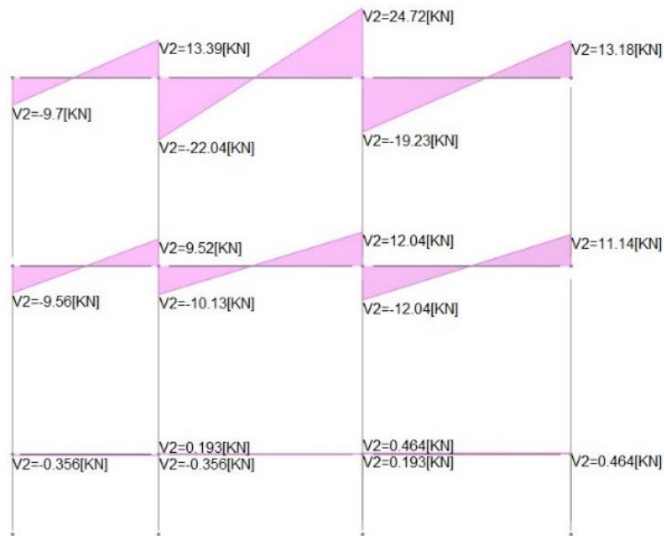 V2=24.72[KN]
V2=13.39[KN]
V2=13.18[KN]
V2=-9.7[KN]
V2=-22.04[KN]
V2=-19.23[KN]
V2=9.52[KN]
V2=12.04[KN]
V2=11.14[KN]
V2=-9.56[KN]
V2=-10.13[KN]
V2=-12.04[KN]
V2=0.193[KN]
V2=0.464[KN]
V2=-0.356[KN]
V2=-0.356[KN]
V2=0.193[KN]
V2=0.464[KN]